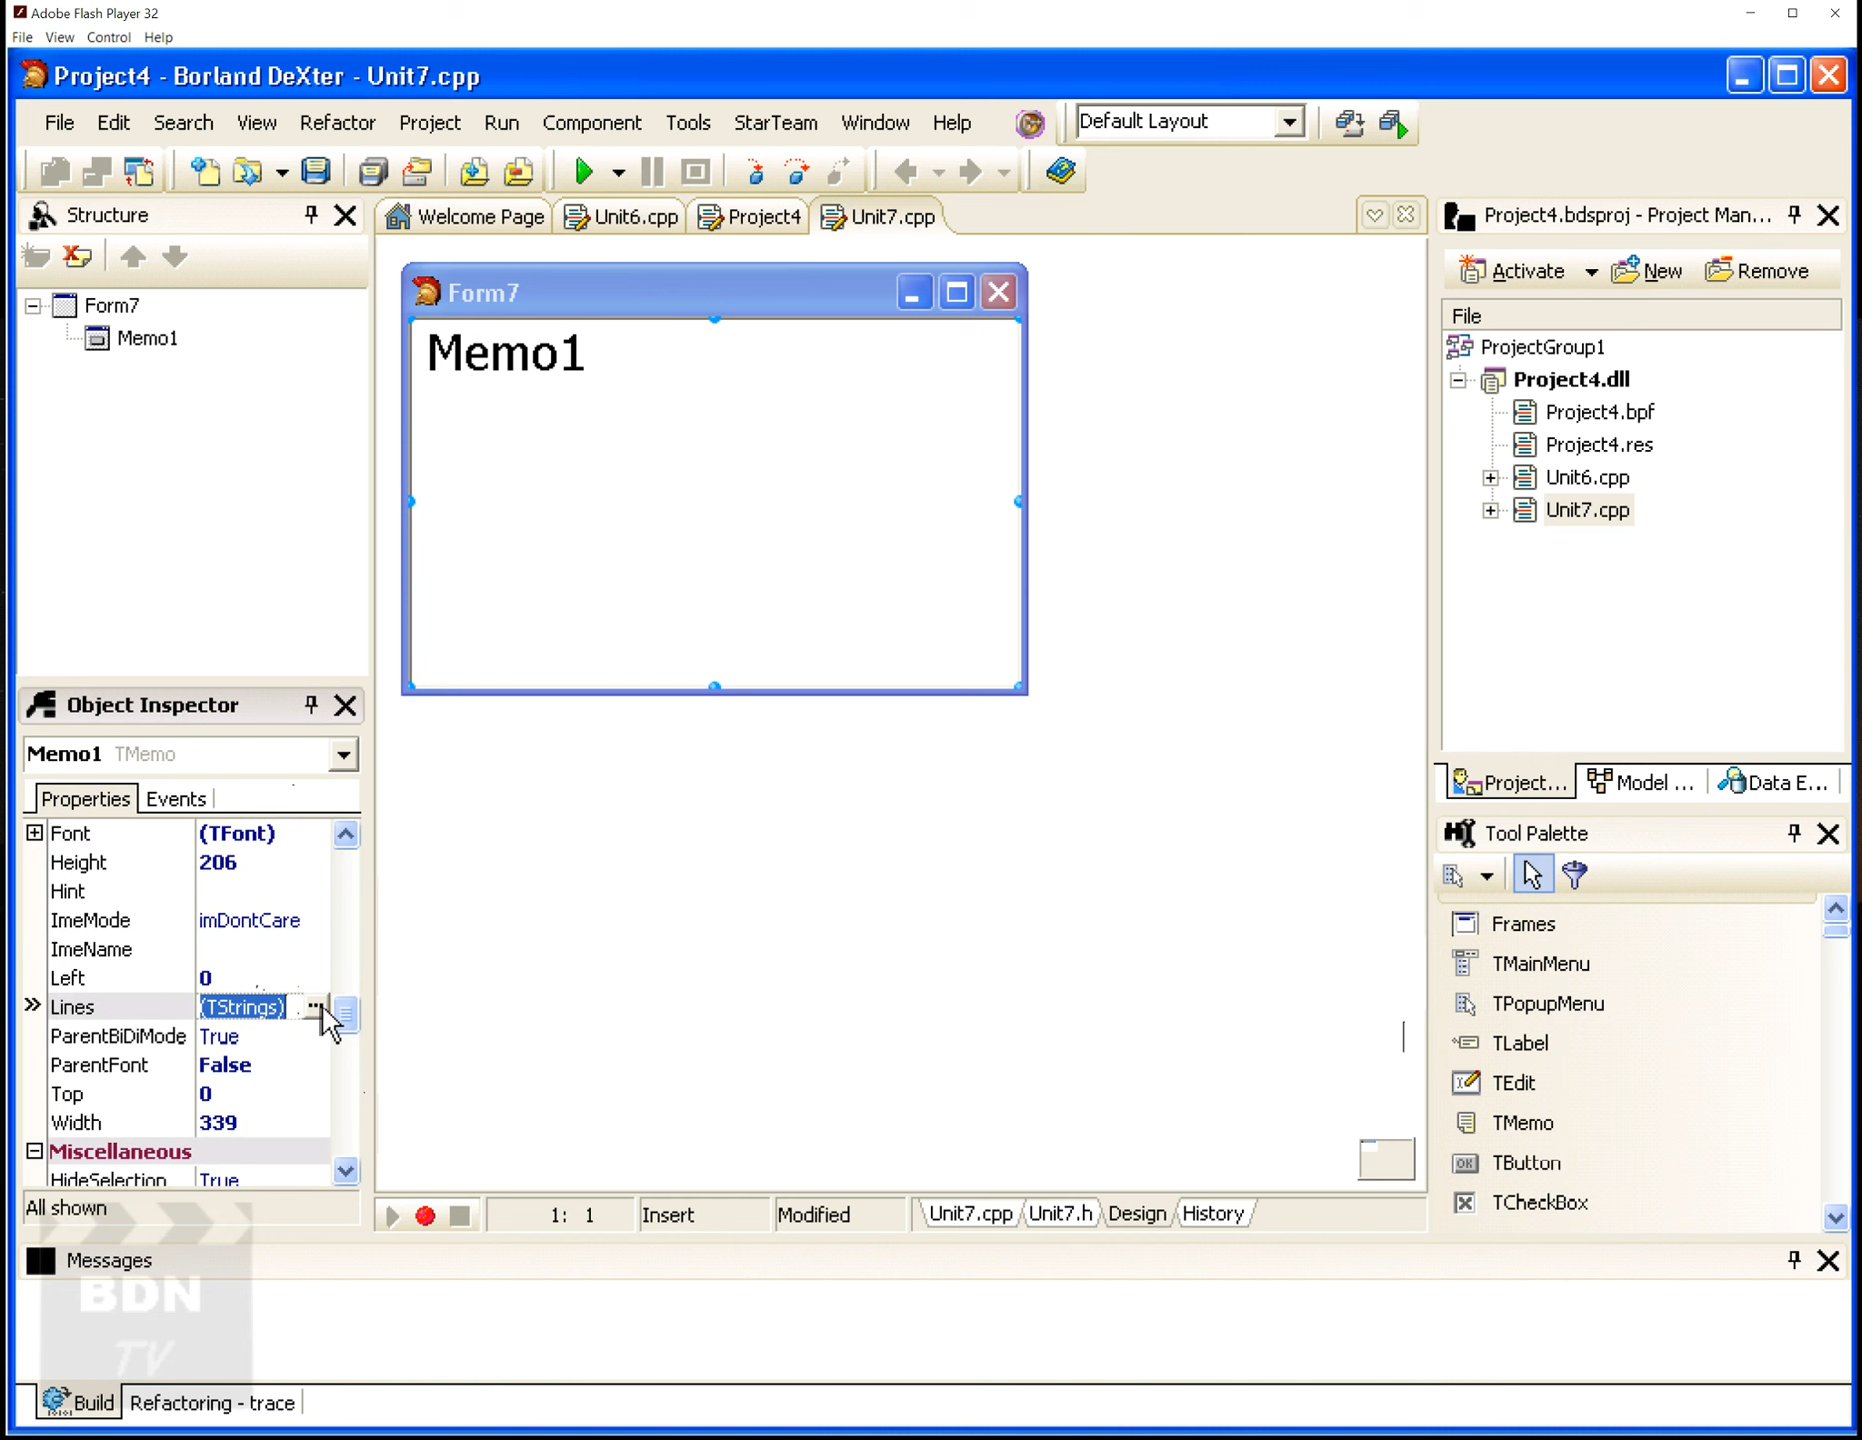 Adobe Flash Player 32
File View Control Help
Project4 - Borland DeXter - Unit7.cpp
File Edit Search View Refactor Project Run Component Tools StarTeam Window Help Default Layout
Structure
Welcome Page Unit6.cpp Project4 Unit7.cpp
Project4.bdsproj - Project Man...
Activate New Remove
Form7
Memo1
Form7
Memo1
File
ProjectGroup1
Project4.dll
Project4.bpf
Project4.res
Unit6.cpp
Unit7.cpp
Object Inspector
Memo1 TMemo
Properties Events
Font (TFont)
Height 206
Hint
ImeMode imDontCare
ImeName
Left 0
Lines (TStrings) ...
ParentBiDiMode True
ParentFont False
Top 0
Width 339
Miscellaneous
HideSelection True
All shown
Project... Model ... Data E...
Tool Palette
Frames
TMainMenu
TPopupMenu
TLabel
TEdit
TMemo
OK TButton
TCheckBox
1: 1 Insert Modified Unit7.cpp Unit7.h Design History
Messages
BDN
TV
Build Refactoring - trace